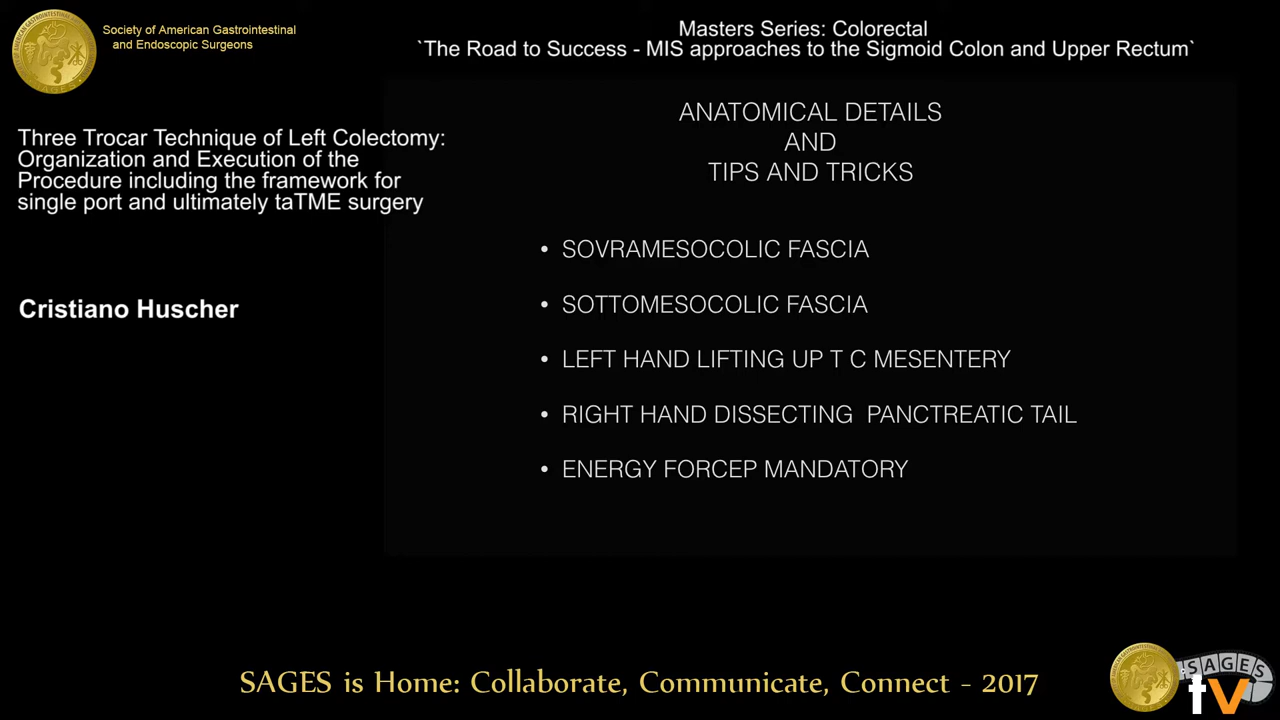 Society of American Gastrointestinal
and Endoscopic Surgeons
Masters Series: Colorectal
`The Road to Success - MIS approaches to the Sigmoid Colon and Upper Rectum`
Three Trocar Technique of Left Colectomy:
Organization and Execution of the
Procedure including the framework for
single port and ultimately taTME surgery
Cristiano Huscher
ANATOMICAL DETAILS
AND
TIPS AND TRICKS
• SOVRAMESOCOLIC FASCIA
• SOTTOMESOCOLIC FASCIA
• LEFT HAND LIFTING UP T C MESENTERY
• RIGHT HAND DISSECTING PANCTREATIC TAIL
• ENERGY FORCEP MANDATORY
SAGES is Home: Collaborate, Communicate, Connect - 2017
SAGES
tv